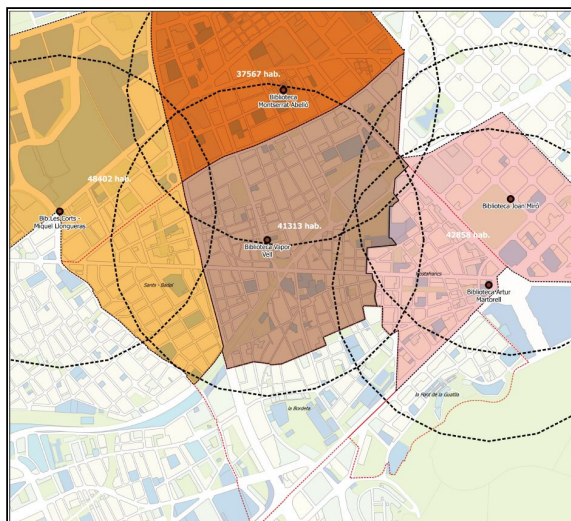 37567 hab.
Biblioteca
Montserrat Abelló
48402 hab.
Bib.Les Corts -
Miquel Llongueras
41313 hab.
Biblioteca Vapor
Vell
Biblioteca Joan Miró
42858 hab.
Hostafrancs
Sants - Badal
Biblioteca Artur
Martorell
la Font de la Guatlla
la Bordeta